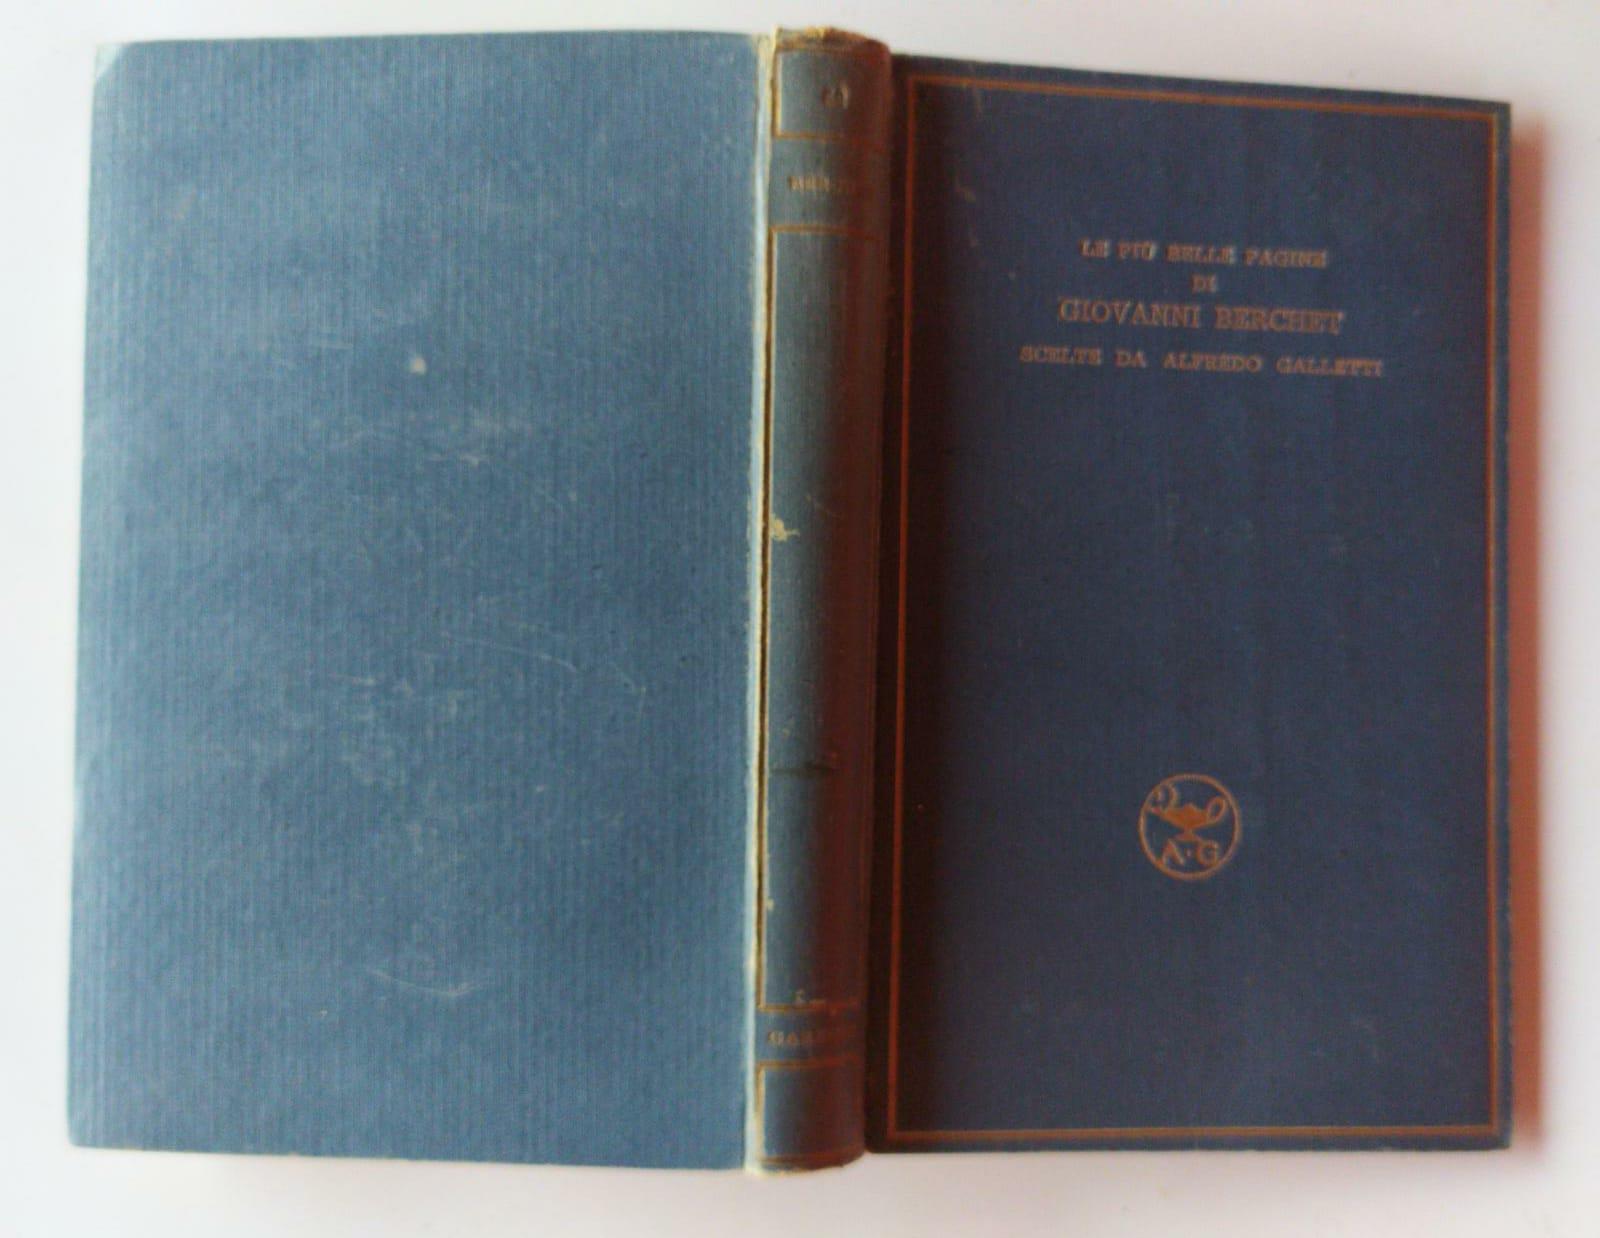 LE PIÙ BELLE PAGINE
DI
GIOVANNI BERCHET
SCELTE DA ALFREDO GALLETTI
A·G